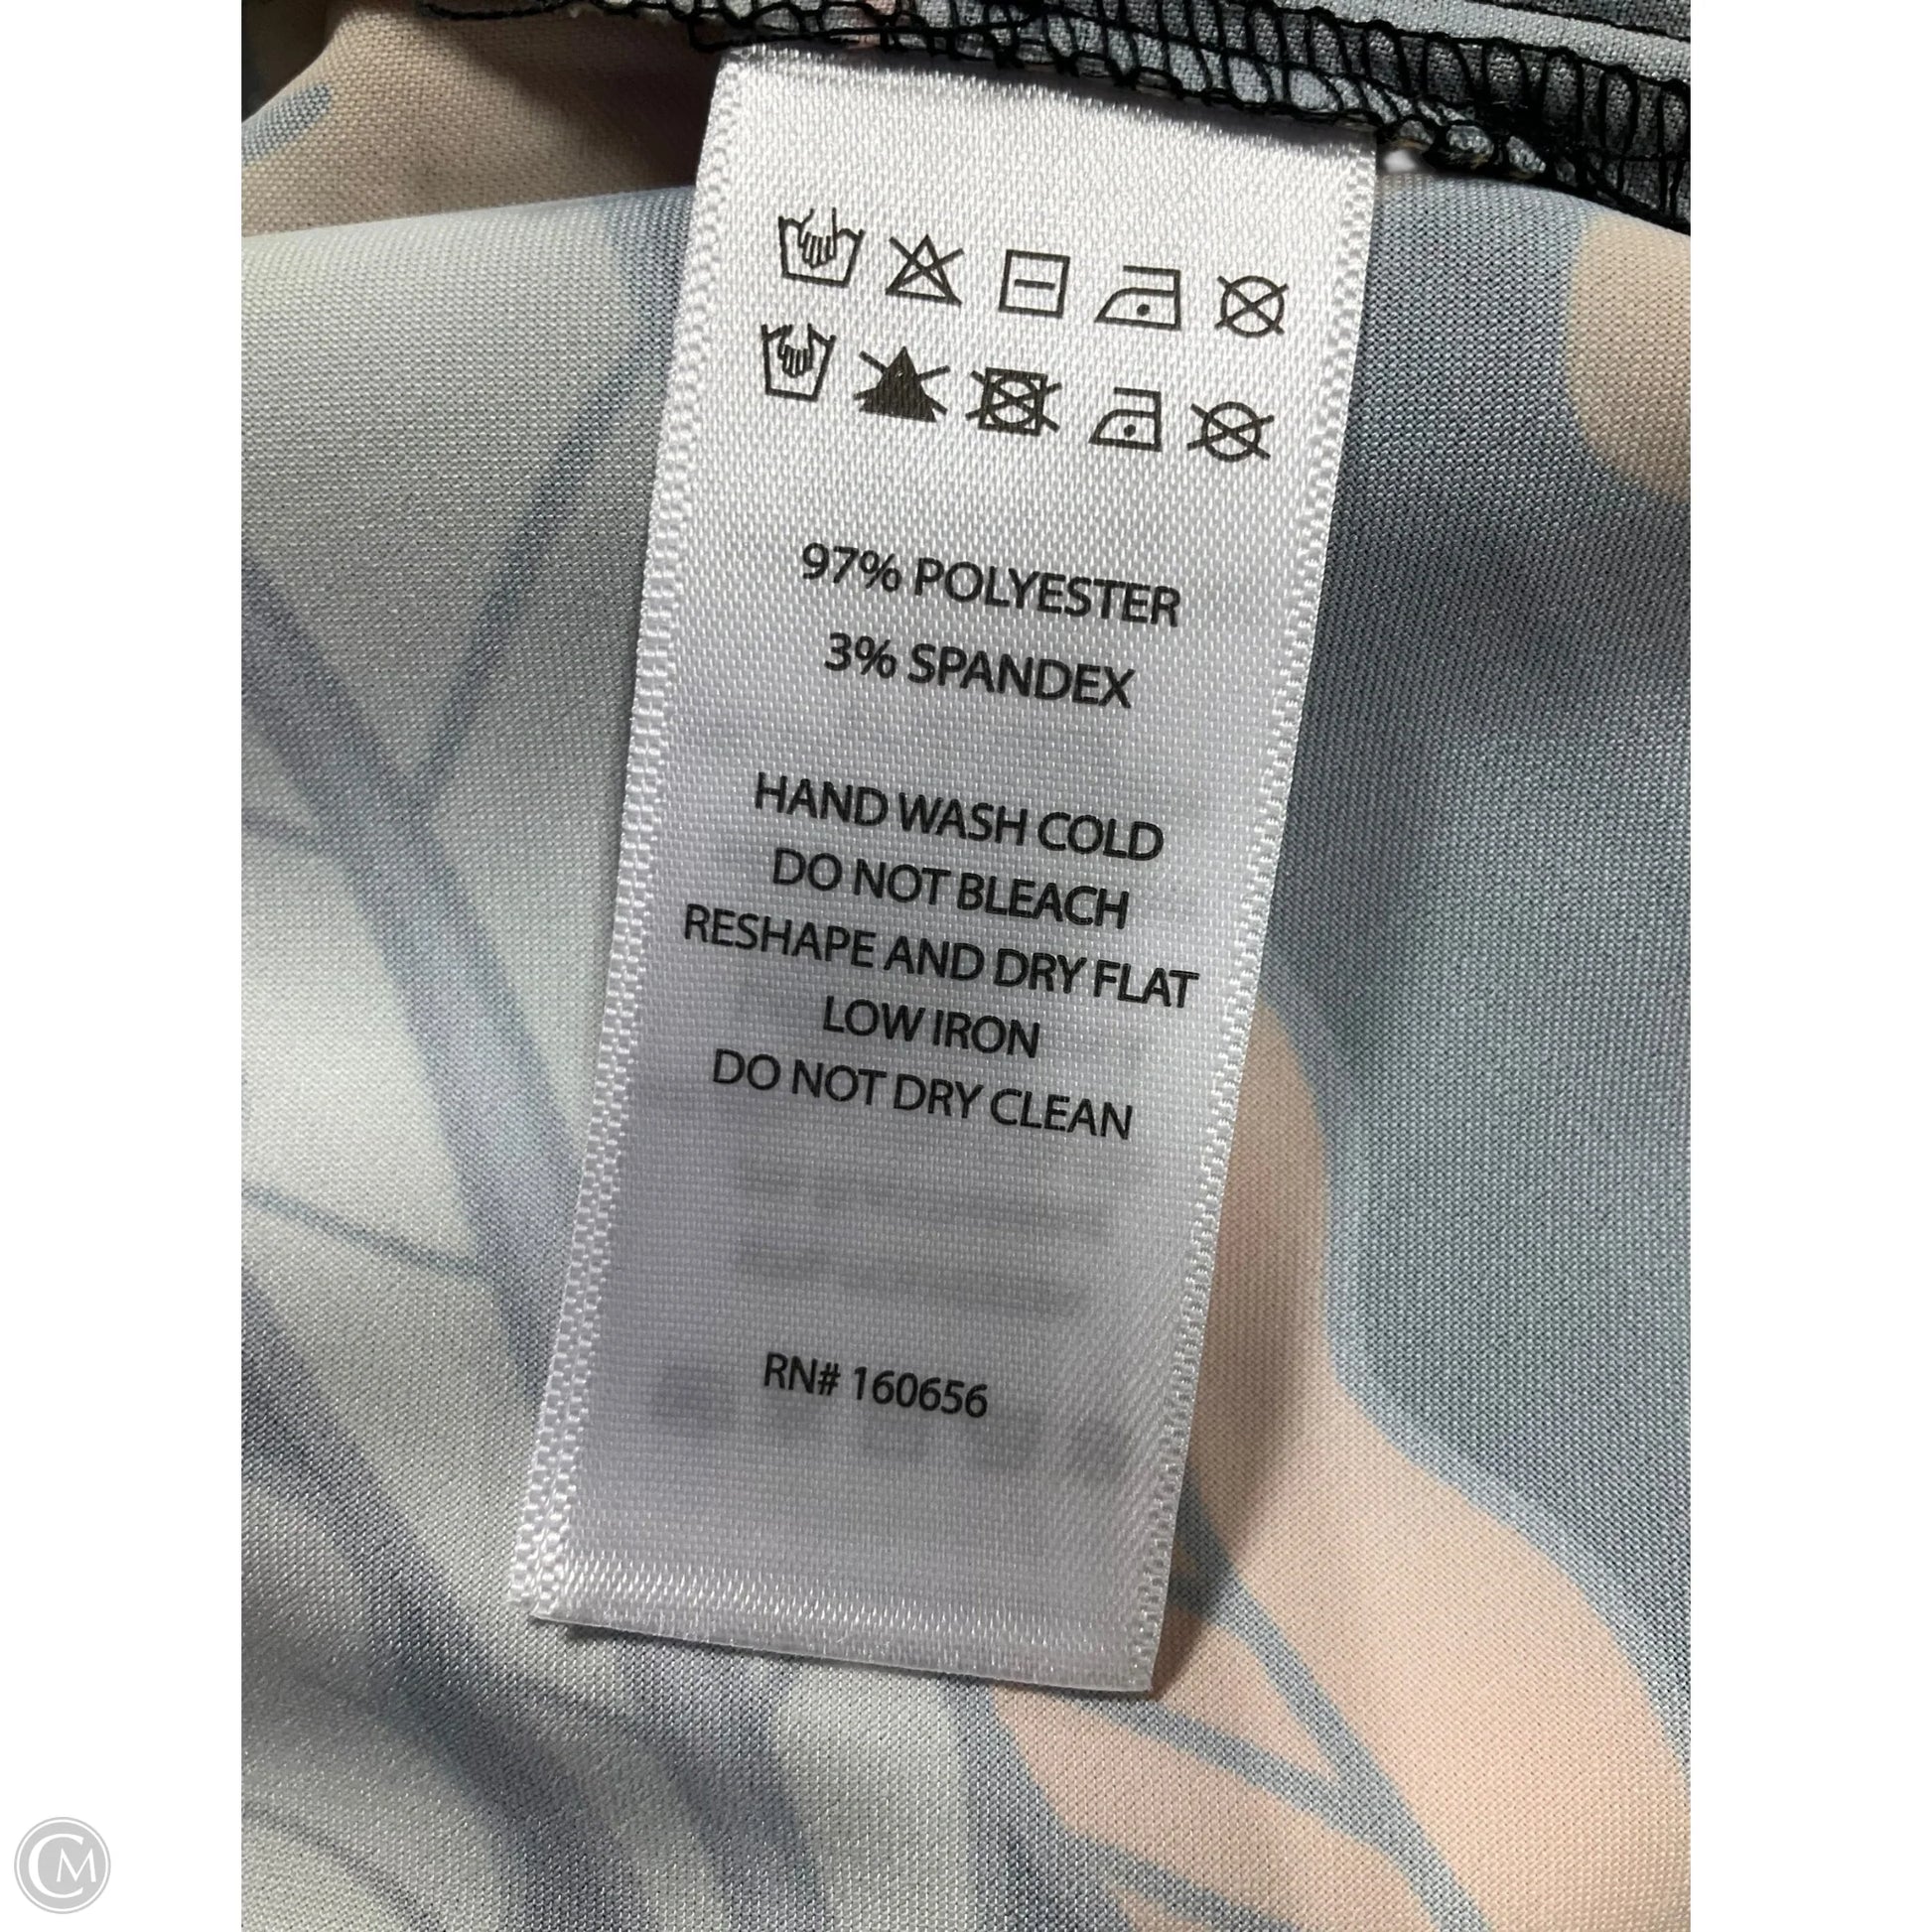 97% POLYESTER
3% SPANDEX
HAND WASH COLD
DO NOT BLEACH
RESHAPE AND DRY FLAT
LOW IRON
DO NOT DRY CLEAN
RN# 160656
CM